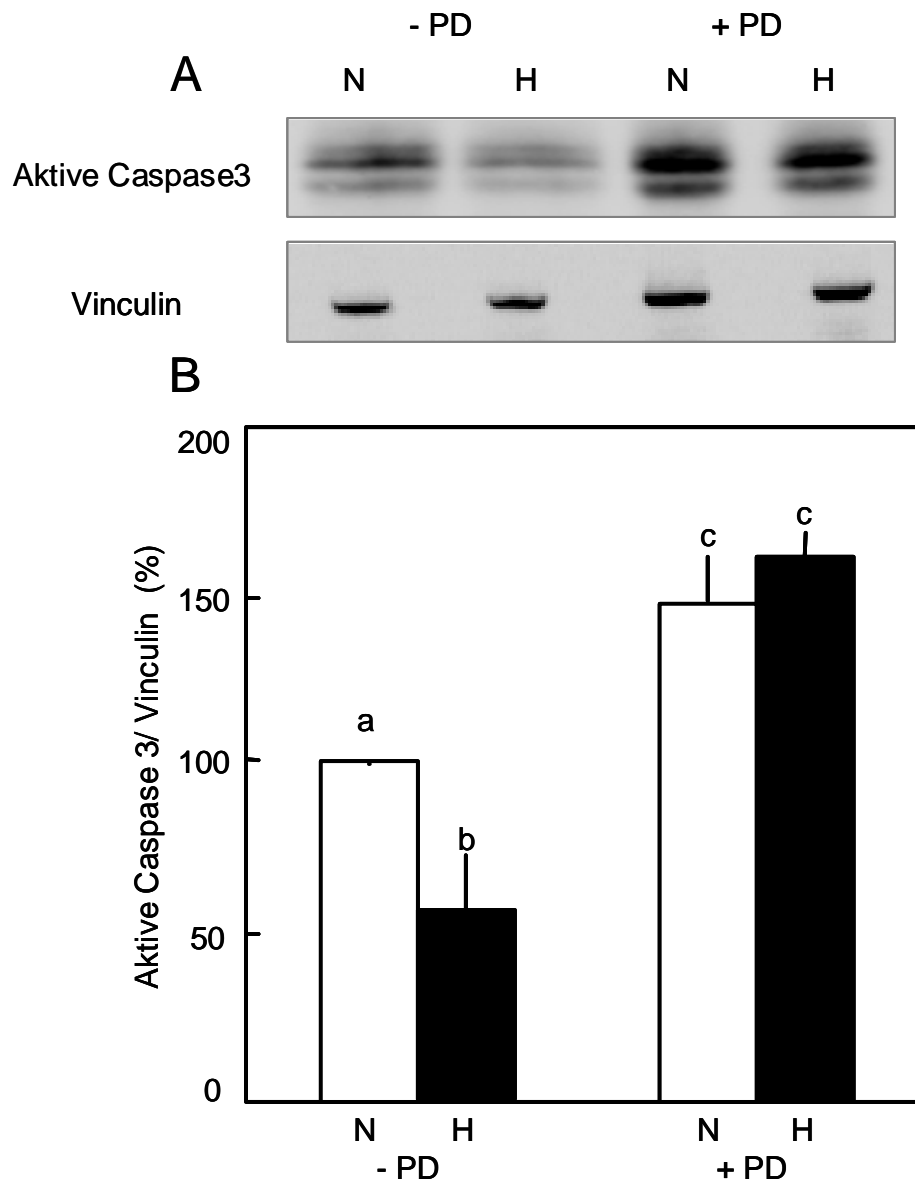 - PD + PD
A N H N H
Aktive Caspase3
Vinculin
B
Aktive Caspase 3/ Vinculin (%)
200
150
100
50
0
a
b
c
c
N H N H
- PD + PD